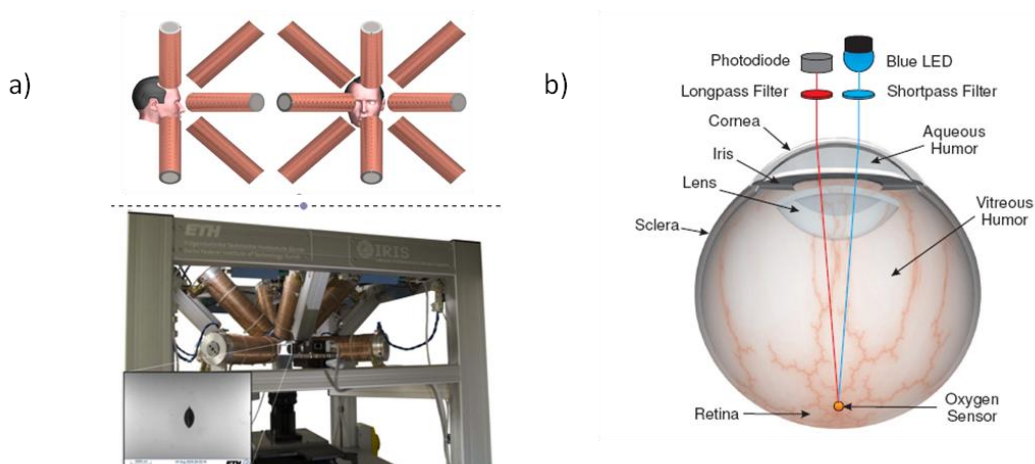 a)
b)
Photodiode
Blue LED
Longpass Filter
Shortpass Filter
Cornea
Aqueous
Humor
Iris
Lens
Vitreous
Humor
Sclera
Retina
Oxygen
Sensor
ETH
IRIS
ETH